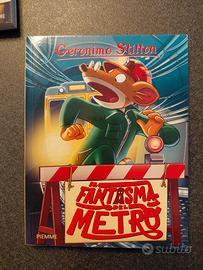 Geronimo Stilton
IL
FANTASMA
DEL
METRÒ
PIEMME
subito